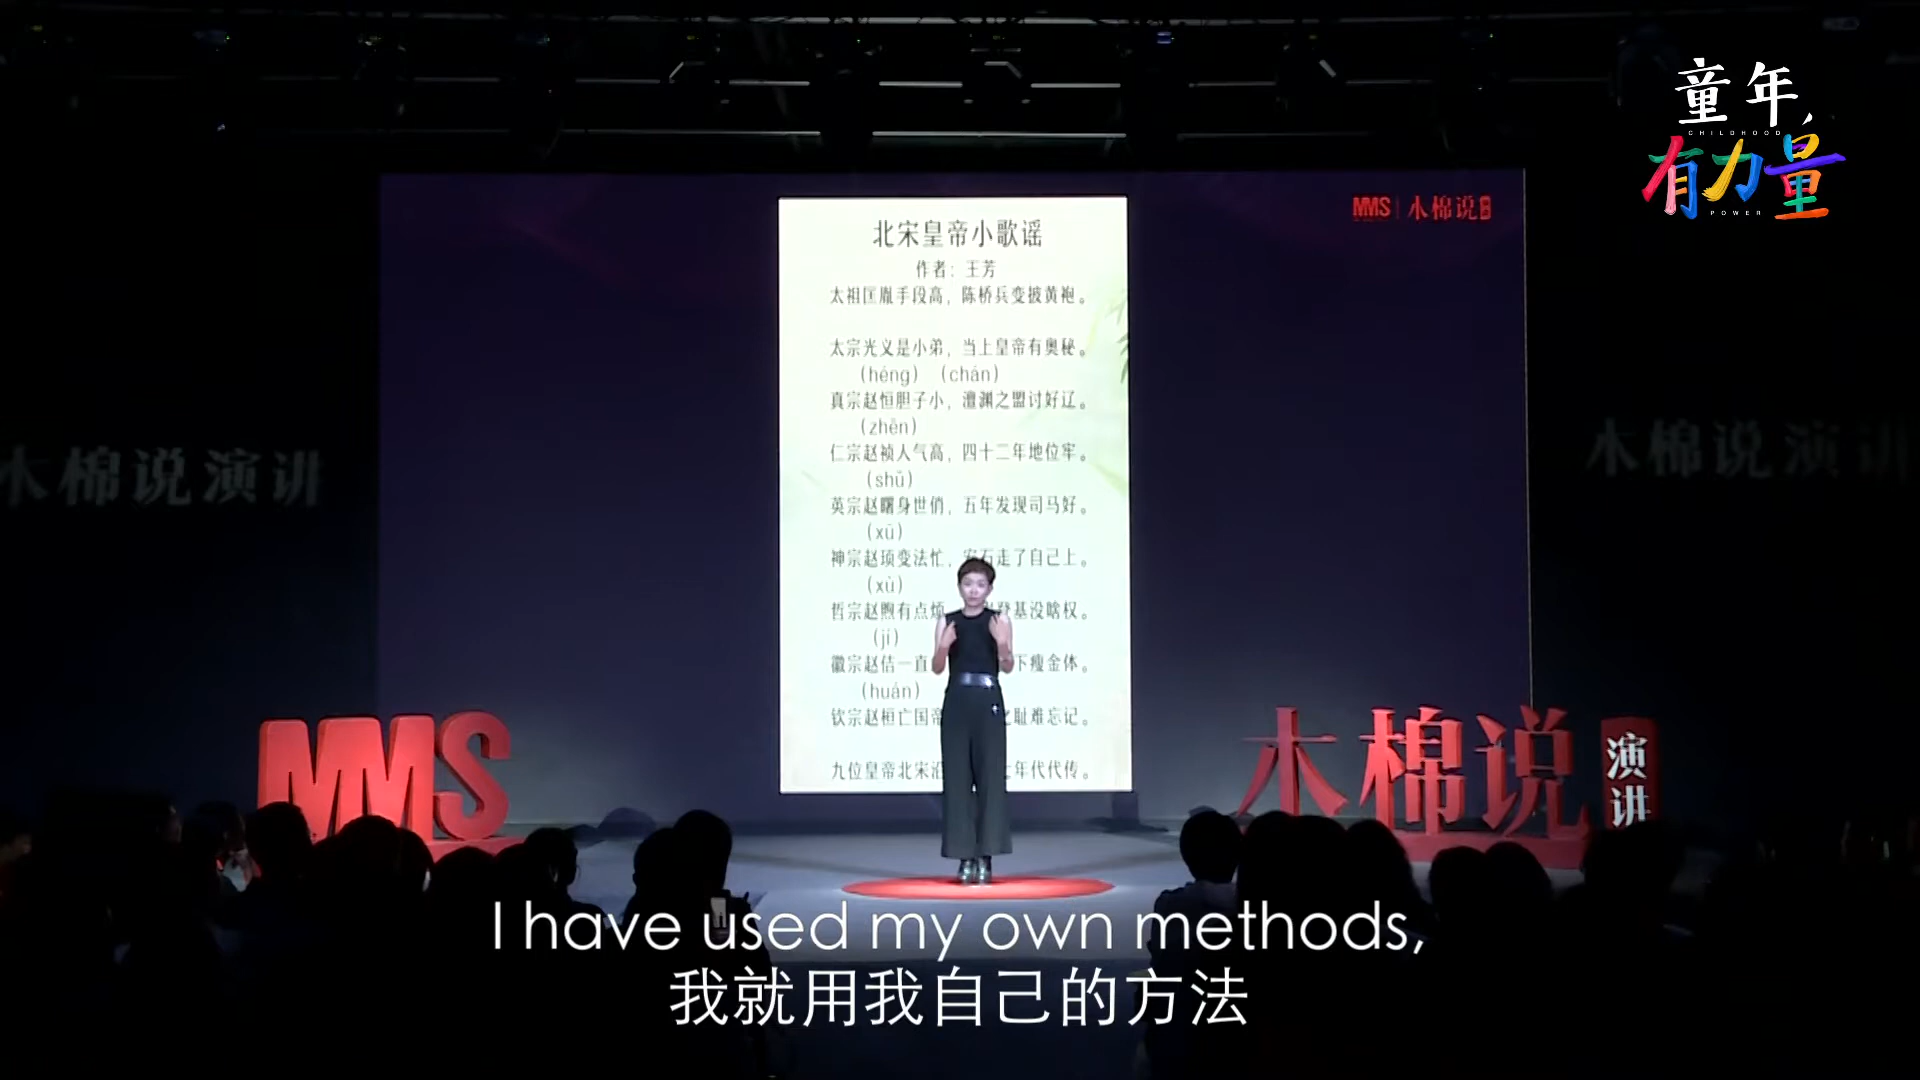 童年，
CHILDHOOD
有力量
POWER
MMS 木棉说
北宋皇帝小歌谣
作者：王芳
太祖匡胤手段高，陈桥兵变披黄袍。
太宗光义是小弟，当上皇帝有奥秘。
(héng) (chán)
真宗赵恒胆子小，澶渊之盟讨好辽。
(zhēn)
仁宗赵祯人气高，四十二年地位牢。
(shǔ)
英宗赵曙身世俏，五年发现司马好。
(xū)
神宗赵顼变法忙，安石走了自己上。
(xù)
哲宗赵煦有点烦，登基没啥权。
(jí)
徽宗赵佶一直下瘦金体。
(huán)
钦宗赵桓亡国帝之耻难忘记。
九位皇帝北宋沿七年代代传。
木棉说演讲
木棉说演讲
MMS
木棉说
演讲
I have used my own methods,
我就用我自己的方法